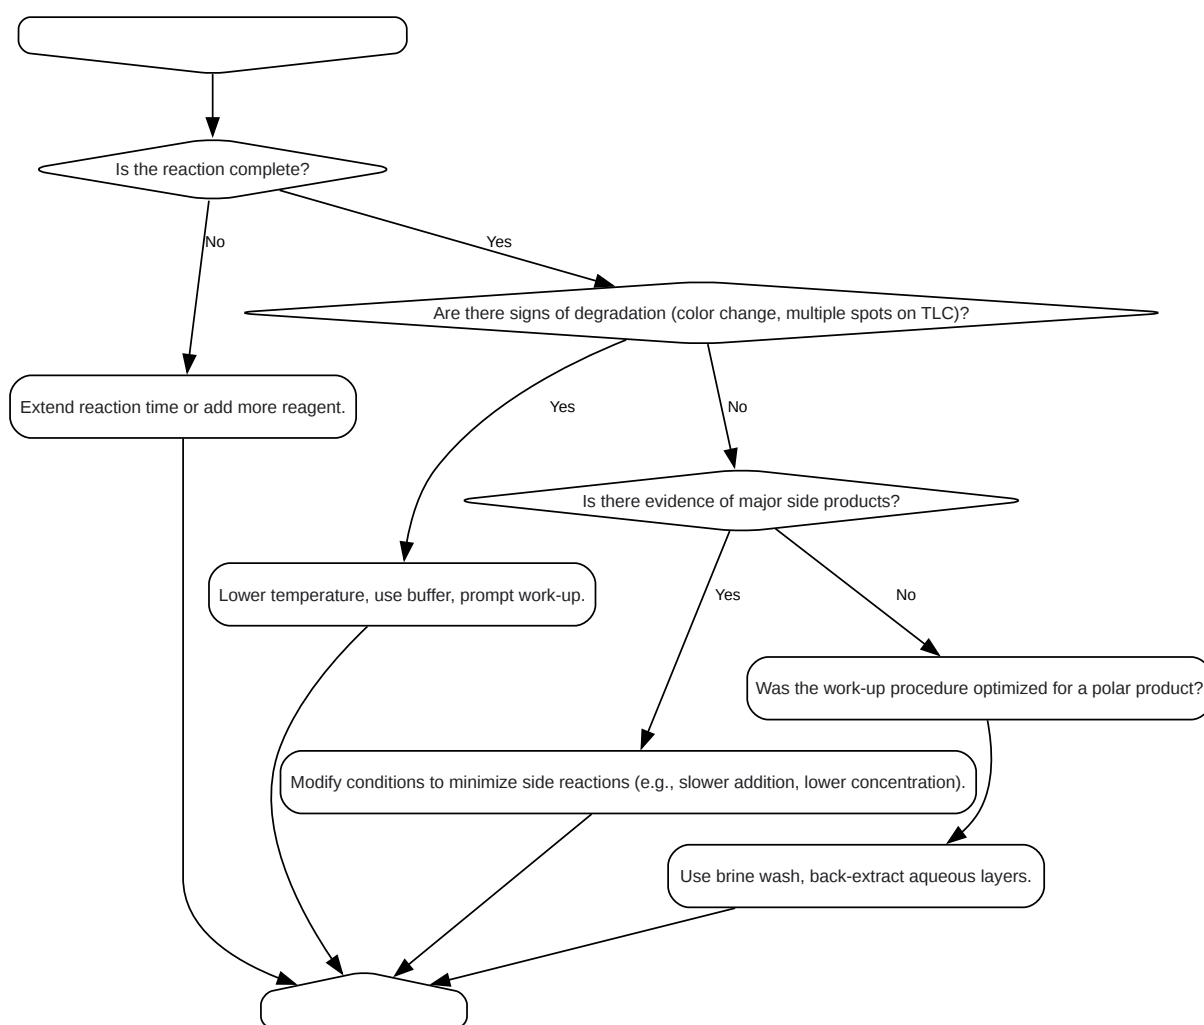 Is the reaction complete?
No
Yes
Are there signs of degradation (color change, multiple spots on TLC)?
Extend reaction time or add more reagent.
Yes
No
Is there evidence of major side products?
Lower temperature, use buffer, prompt work-up.
Yes
No
Was the work-up procedure optimized for a polar product?
Modify conditions to minimize side reactions (e.g., slower addition, lower concentration).
Use brine wash, back-extract aqueous layers.